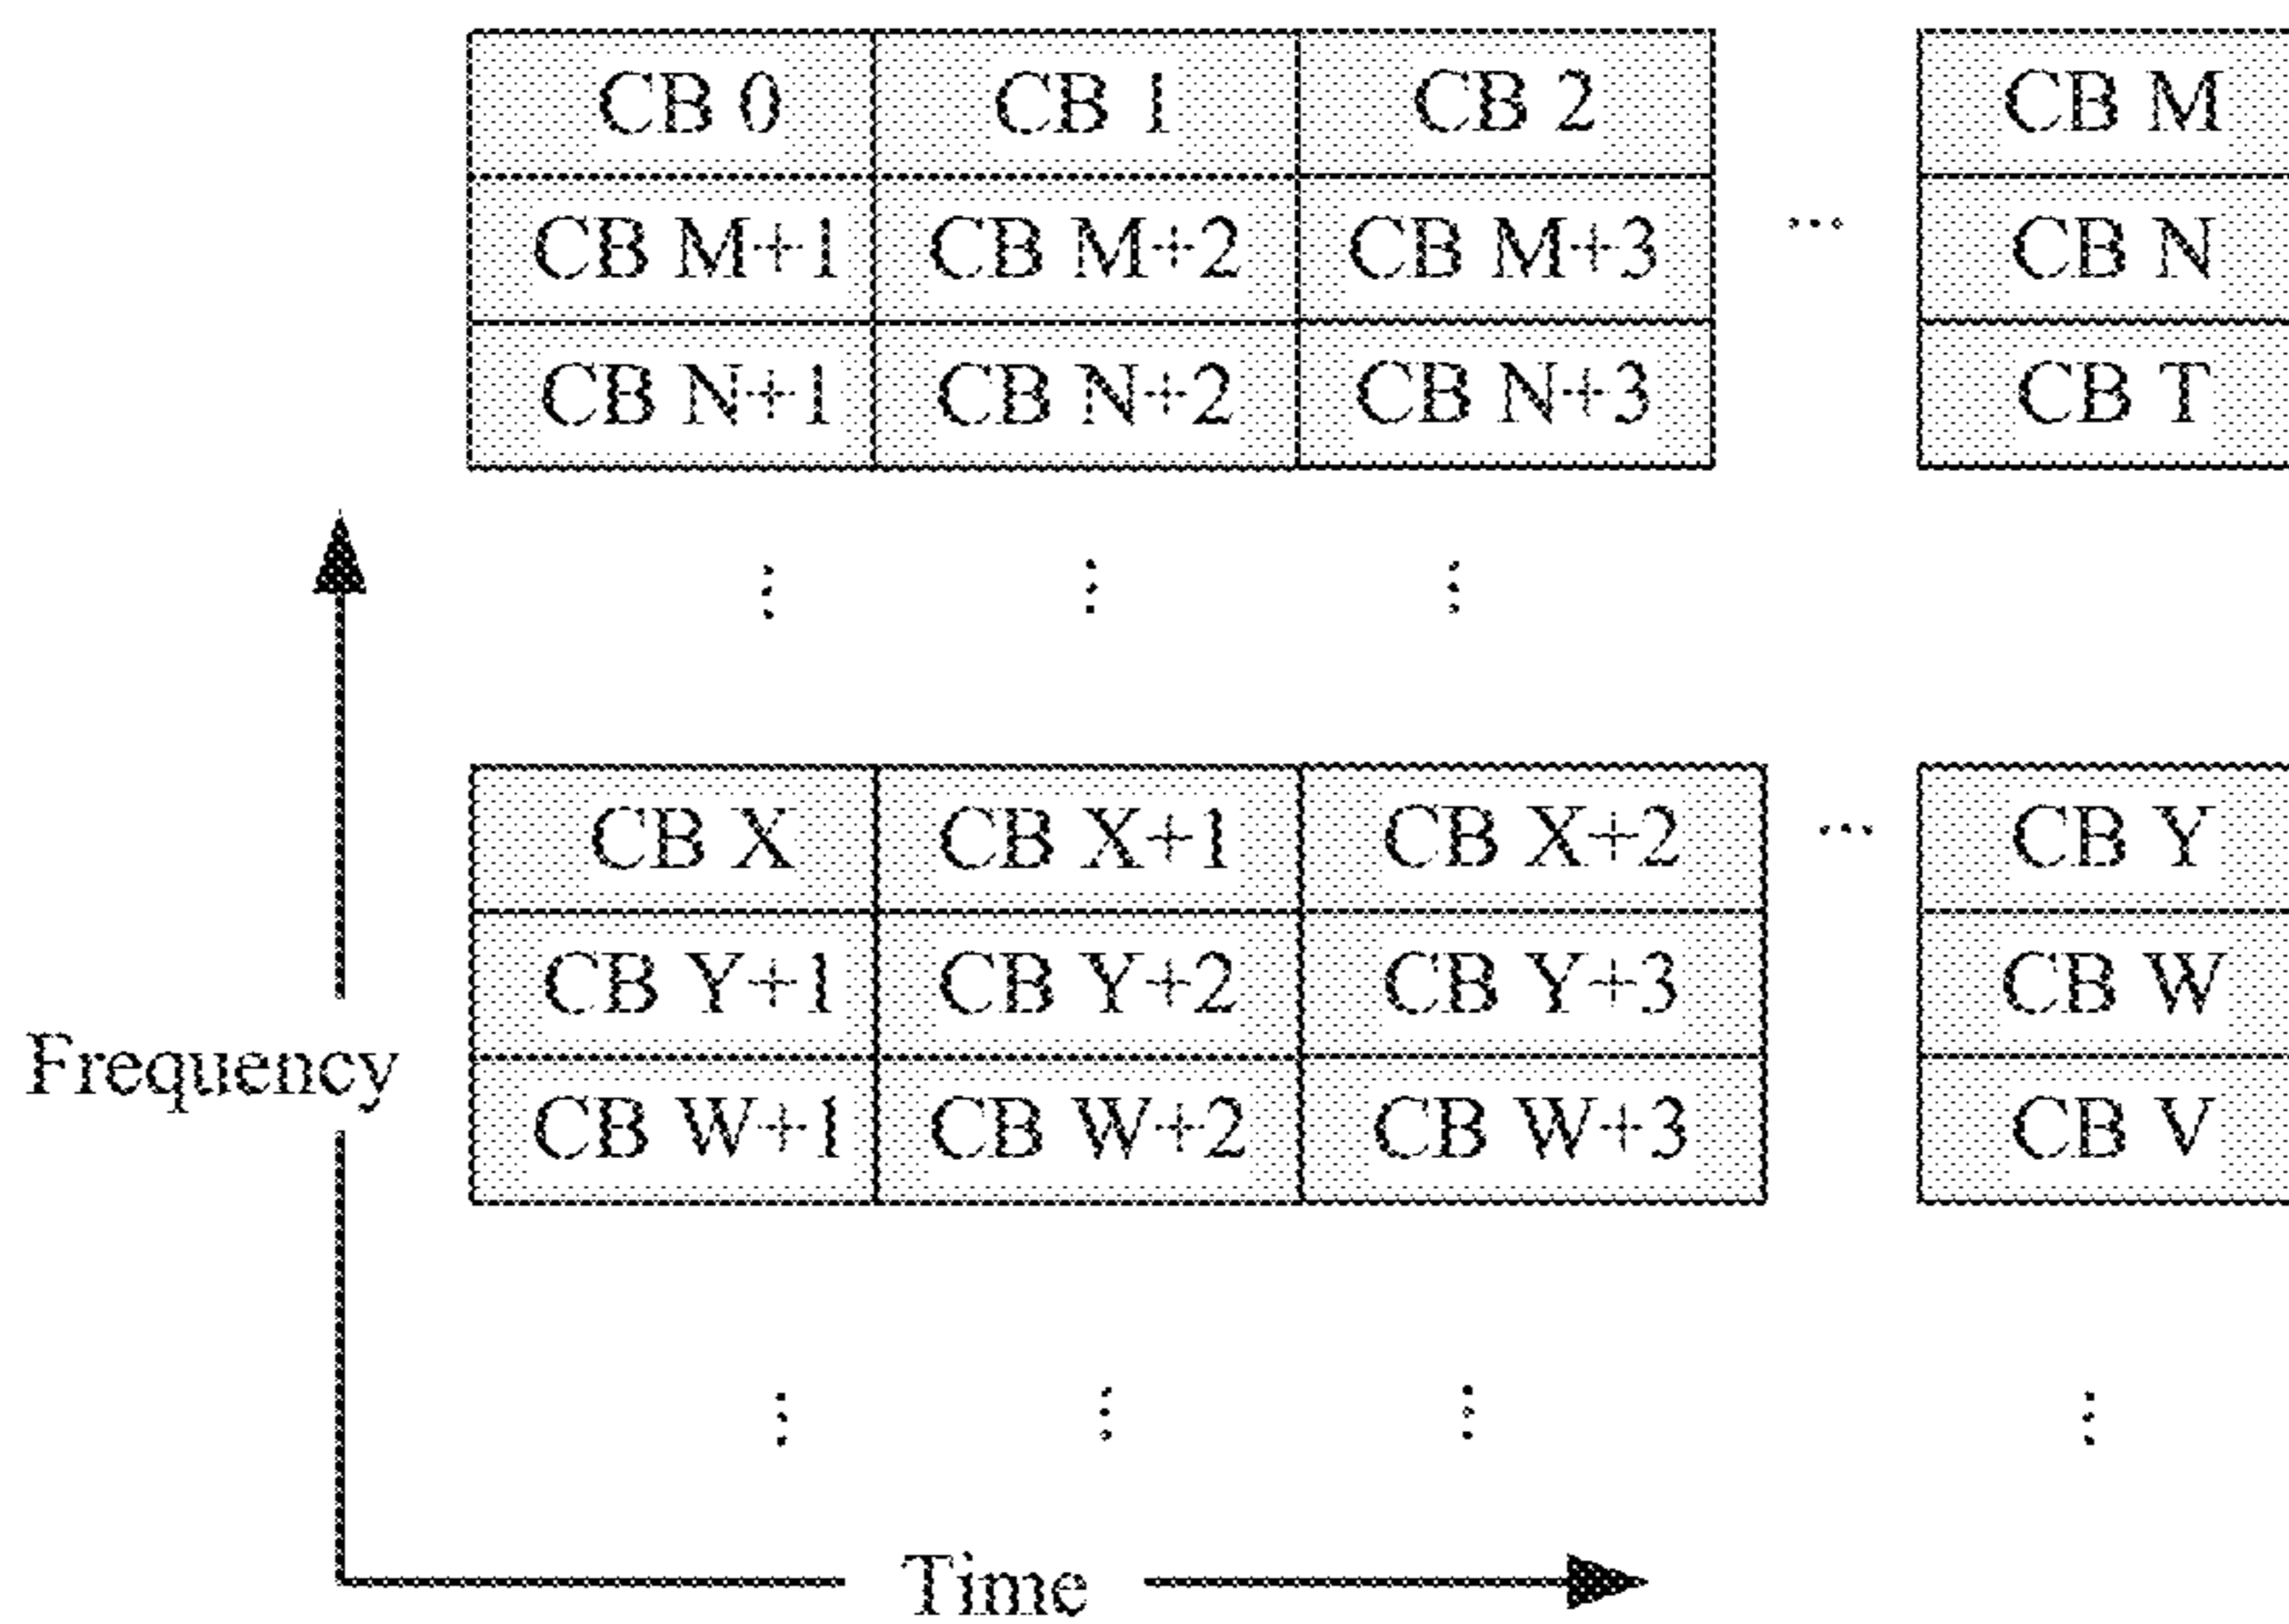 CB 0 CB 1 CB 2 CB M
CB M+1 CB M+2 CB M+3 ... CB N
CB N+1 CB N+2 CB N+3 CB T
⋮ ⋮ ⋮
CB X CB X+1 CB X+2 ... CB Y
CB Y+1 CB Y+2 CB Y+3 CB W
Frequency
CB W+1 CB W+2 CB W+3 CB V
⋮ ⋮ ⋮ ⋮
Time